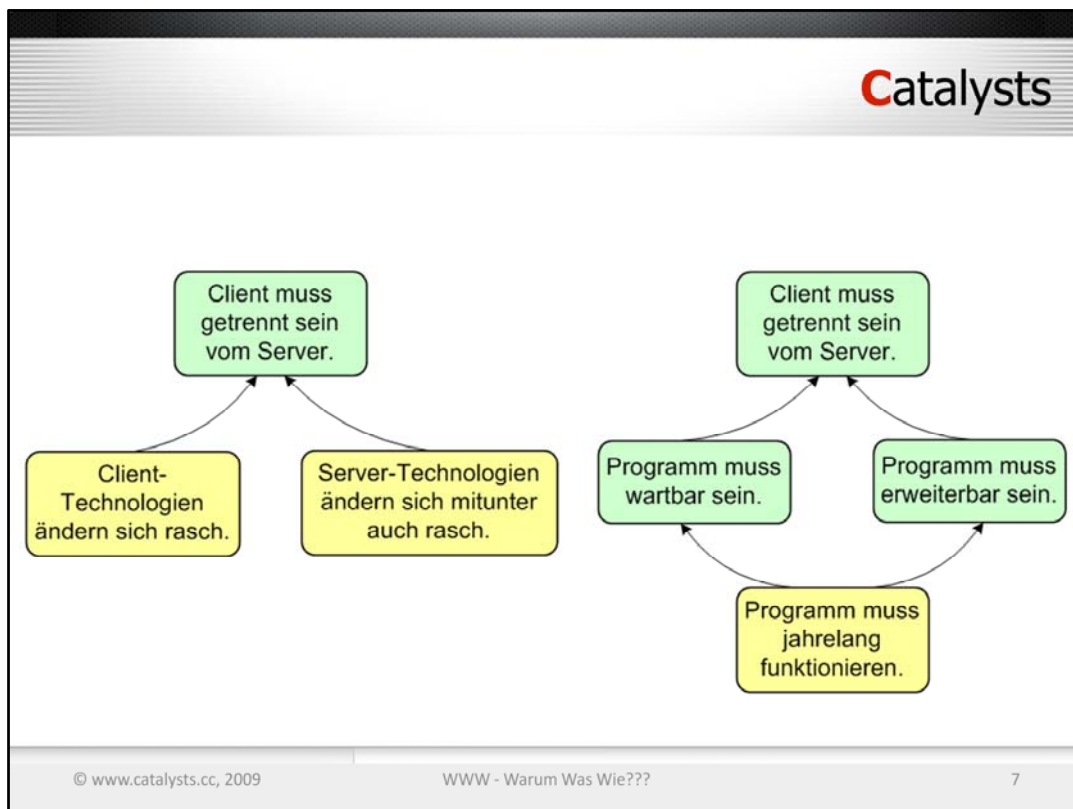 Catalysts
Client muss
getrennt sein
vom Server.
Client-
Technologien
ändern sich rasch.
Server-Technologien
ändern sich mitunter
auch rasch.
Client muss
getrennt sein
vom Server.
Programm muss
wartbar sein.
Programm muss
erweiterbar sein.
Programm muss
jahrelang
funktionieren.
© www.catalysts.cc, 2009
WWW - Warum Was Wie???
7